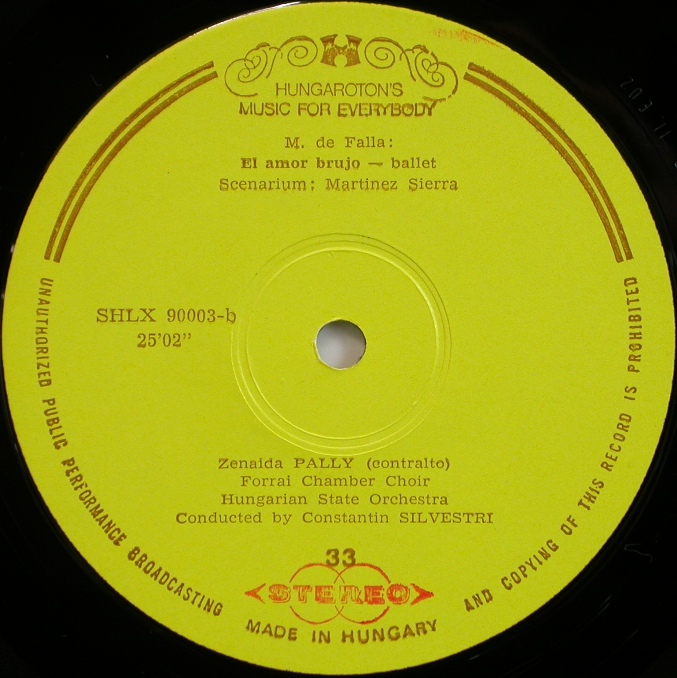 H
HUNGAROTON'S
MUSIC FOR EVERYBODY
M. de Falla:
El amor brujo — ballet
Scenarium: Martinez Sierra
SHLX 90003-b
25'02”
Zenaida PALLY (contralto)
Forrai Chamber Choir
Hungarian State Orchestra
Conducted by Constantin SILVESTRI
33
STEREO
MADE IN HUNGARY
UNAUTHORIZED PUBLIC PERFORMANCE BROADCASTING AND COPYING OF THIS RECORD IS PROHIBITED